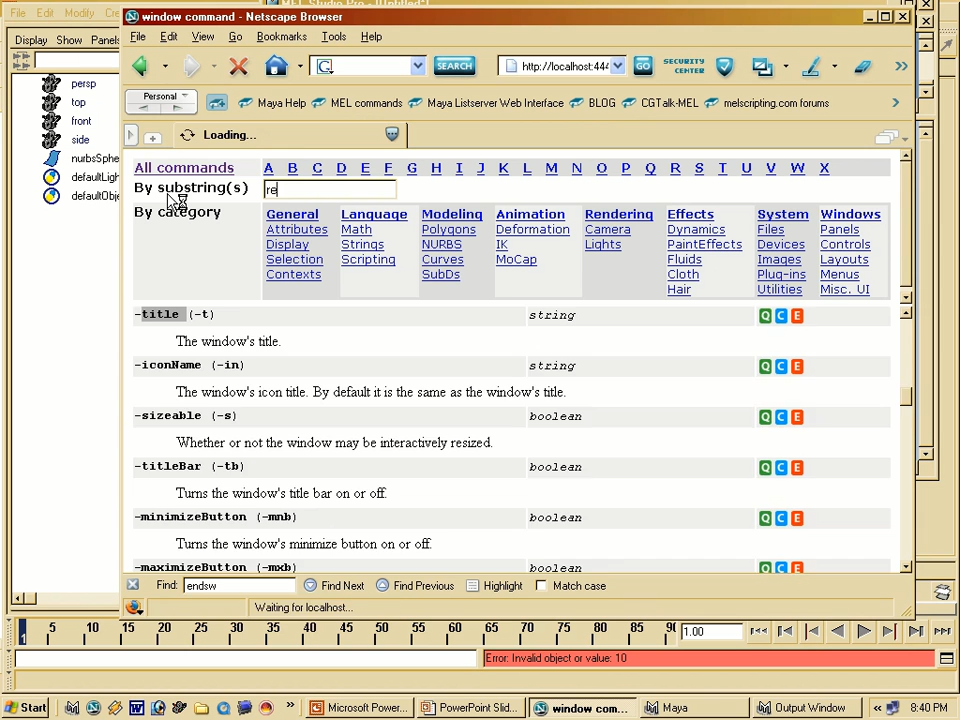 window command - Netscape Browser
File Edit Modify
File Edit View Go Bookmarks Tools Help
Display Show Panels
SEARCH http://localhost:444 GO SECURITY CENTER
Personal Maya Help MEL commands Maya Listserver Web Interface BLOG CGTalk-MEL melscripting.com forums
persp
top
front
side
nurbsSphe
defaultLigh
defaultObje
Loading...
All commands A B C D E F G H I J K L M N O P Q R S T U V W X
By substring(s) re
By category
General Language Modeling Animation Rendering Effects System Windows
Attributes Math Polygons Deformation Camera Dynamics Files Panels
Display Strings NURBS IK Lights PaintEffects Devices Controls
Selection Scripting Curves MoCap Fluids Images Layouts
Contexts SubDs Cloth Plug-ins Menus
Hair Utilities Misc. UI
-title (-t) string Q C E
The window's title.
-iconName (-in) string Q C E
The window's icon title. By default it is the same as the window's title.
-sizeable (-s) boolean Q C E
Whether or not the window may be interactively resized.
-titleBar (-tb) boolean Q C E
Turns the window's title bar on or off.
-minimizeButton (-mnb) boolean Q C E
Turns the window's minimize button on or off.
-maximizeButton (-mxb) boolean Q C E
Find: endsw Find Next Find Previous Highlight Match case
Waiting for localhost...
1 5 10 15 20 25 30 35 40 45 50 55 60 65 70 75 80 85 90 1.00
Error: Invalid object or value: 10
Start Microsoft Power... PowerPoint Slid... window com... Maya Output Window 8:40 PM